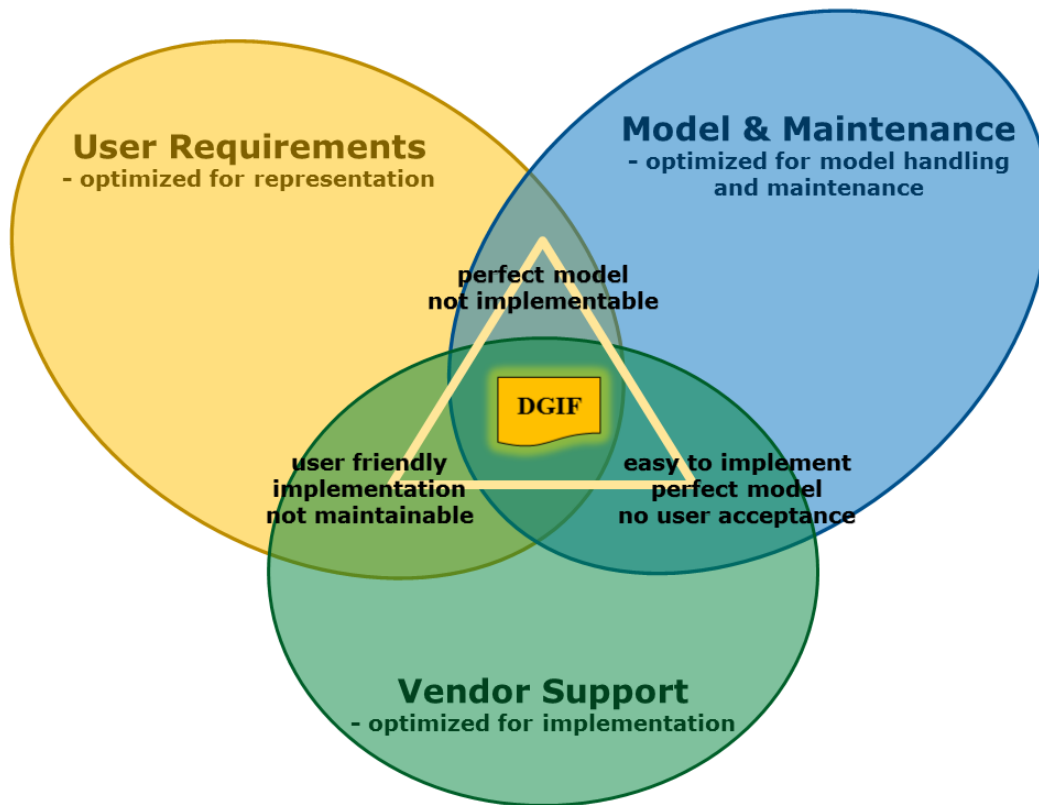 User Requirements
- optimized for representation
Model & Maintenance
- optimized for model handling
and maintenance
perfect model
not implementable
DGIF
user friendly
implementation
not maintainable
easy to implement
perfect model
no user acceptance
Vendor Support
- optimized for implementation